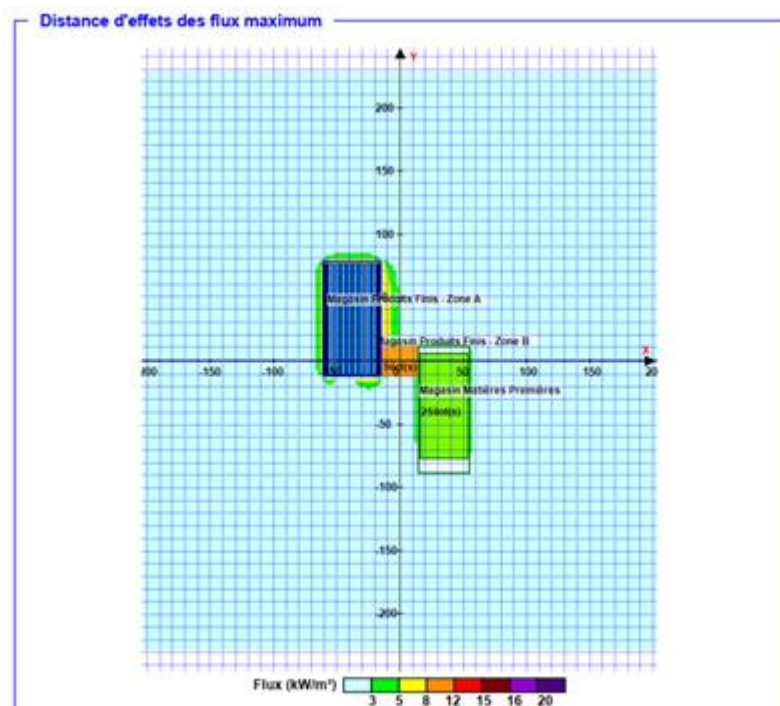 Distance d'effets des flux maximum
Y
200
150
100
Magasin Produits Finis - Zone A
Magasin Produits Finis - Zone B
X
50
100
150
Magasin Matières Premières
-50
-100
-150
-200
-150
-100
Flux (kW/m²)
3 5 8 12 15 16 20